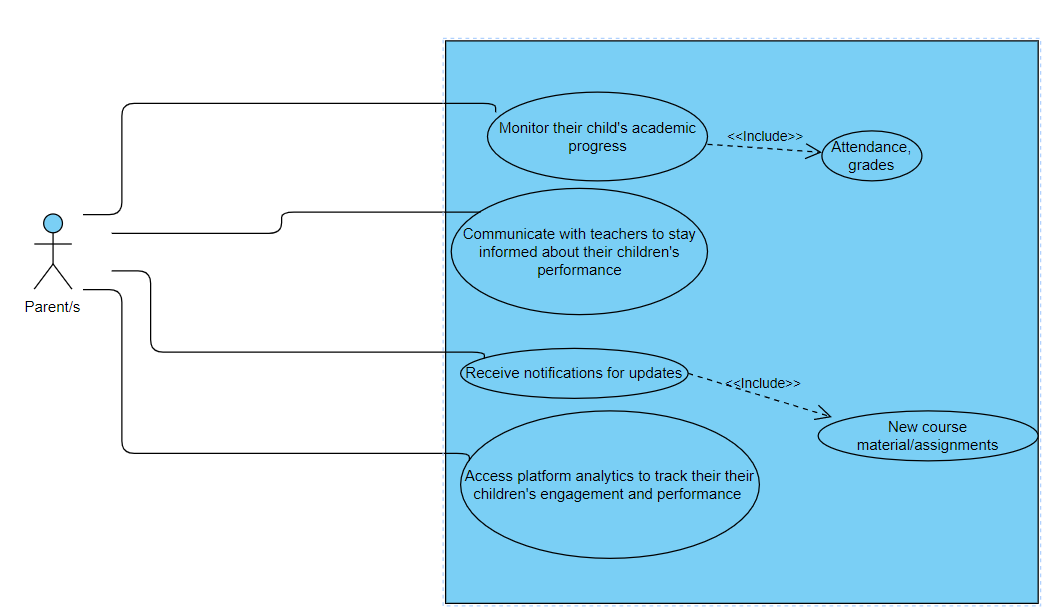 Monitor their child's academic
progress
<<Include>>
Attendance,
grades
Communicate with teachers to stay
informed about their children's
performance
Parent/s
Receive notifications for updates
<<Include>>
New course
material/assignments
Access platform analytics to track their their
children's engagement and performance